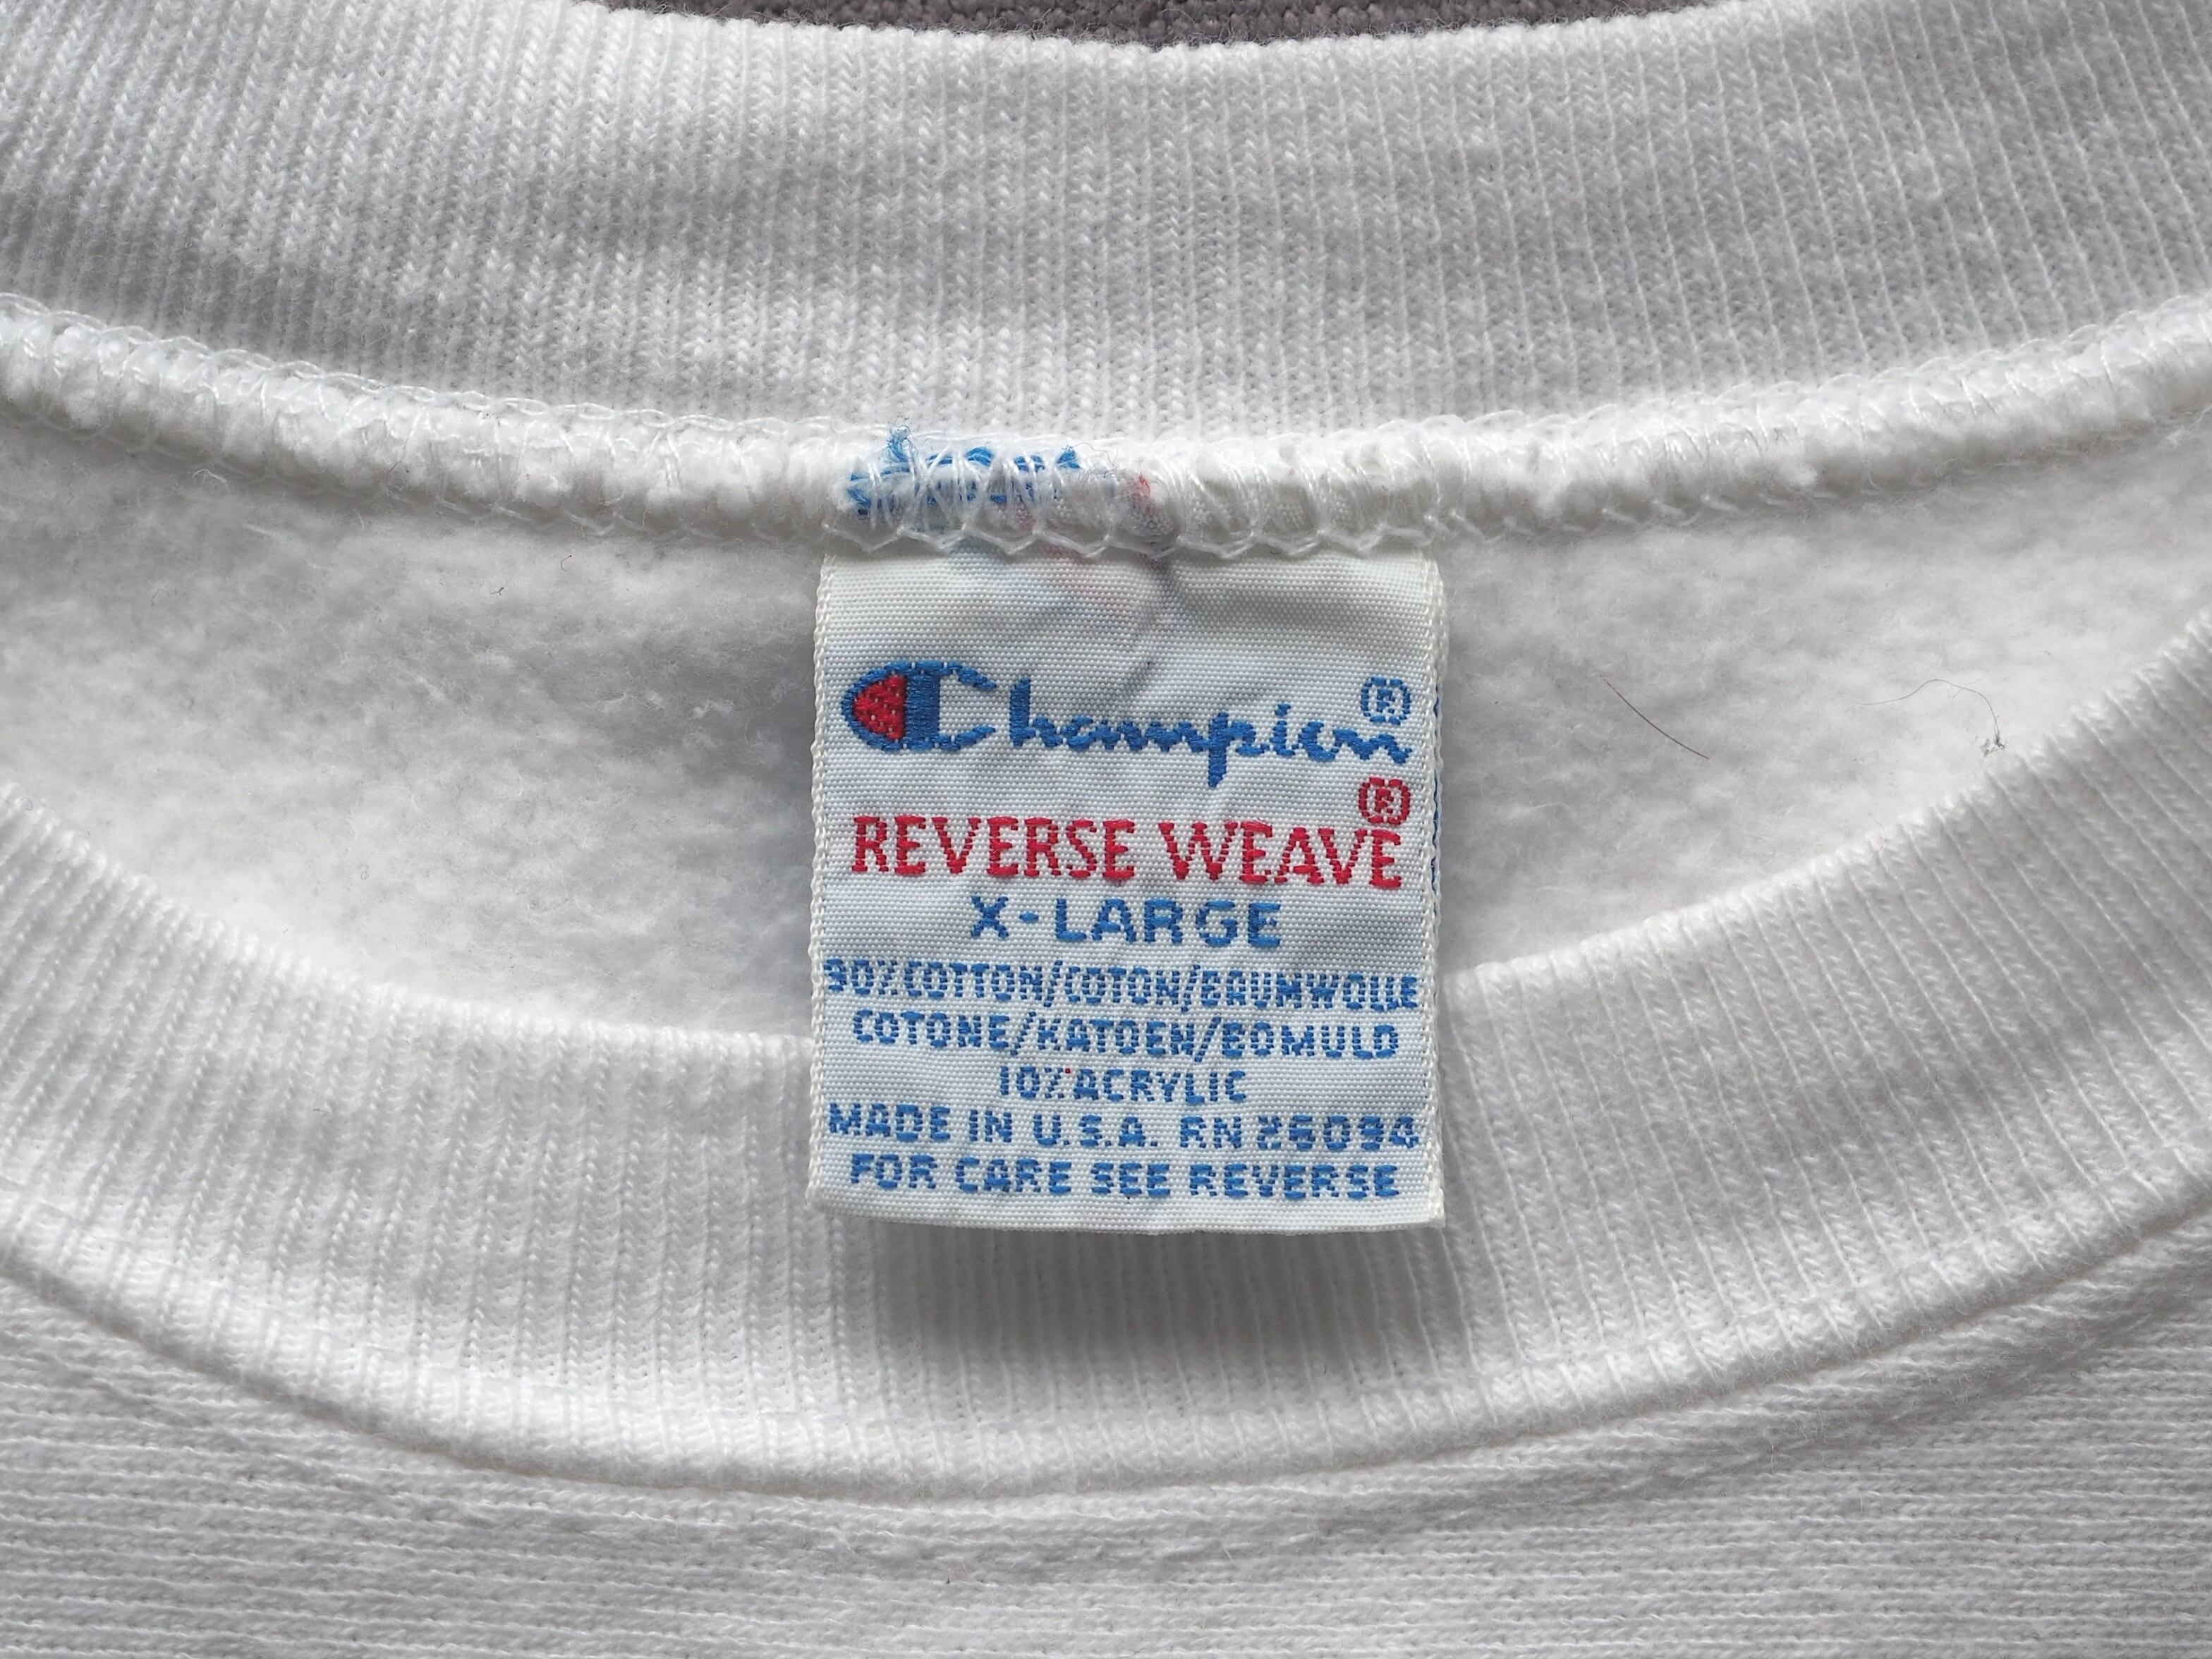 Champion®
REVERSE WEAVE®
X-LARGE
90% COTTON/COTON/BAUMWOLLE
COTONE/KATOEN/BOMULD
10% ACRYLIC
MADE IN U.S.A. RN 26094
FOR CARE SEE REVERSE